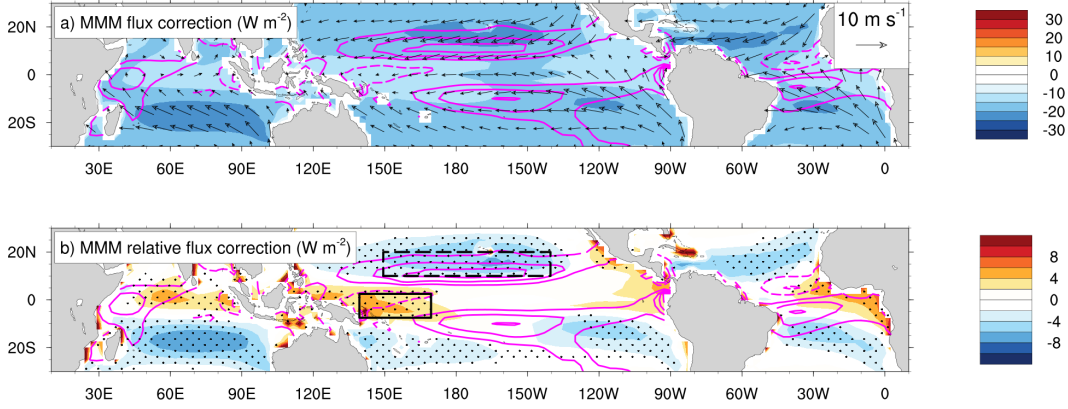 a) MMM flux correction (W m-2)
10 m s-1
20N
0
20S
30E 60E 90E 120E 150E 180 150W 120W 90W 60W 30W 0
30
20
10
0
-10
-20
-30
b) MMM relative flux correction (W m-2)
20N
0
20S
30E 60E 90E 120E 150E 180 150W 120W 90W 60W 30W 0
8
4
0
-4
-8